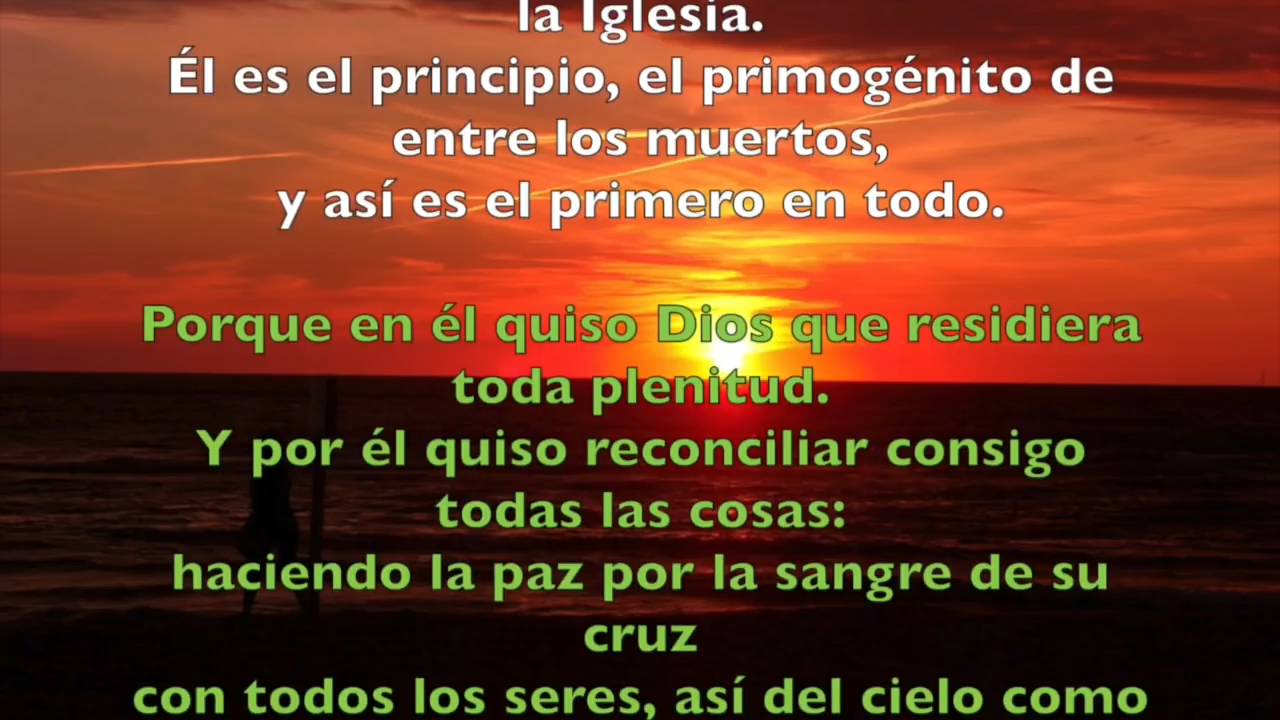 la Iglesia.
Él es el principio, el primogénito de
entre los muertos,
y así es el primero en todo.
Porque en él quiso Dios que residiera
toda plenitud.
Y por él quiso reconciliar consigo
todas las cosas:
haciendo la paz por la sangre de su
cruz
con todos los seres, así del cielo como